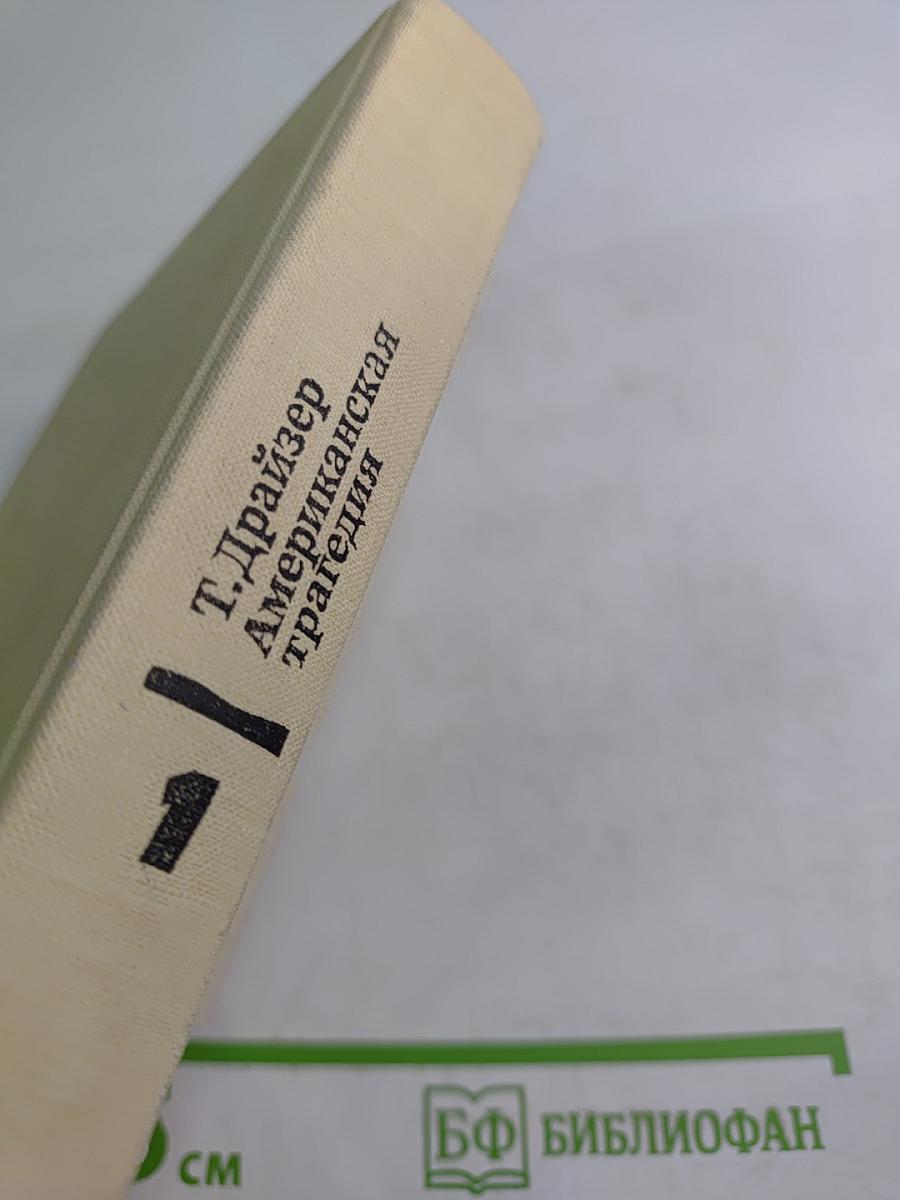 Т. Драйзер
Американская
трагедия
1
см
БФ БИБЛИОФАН